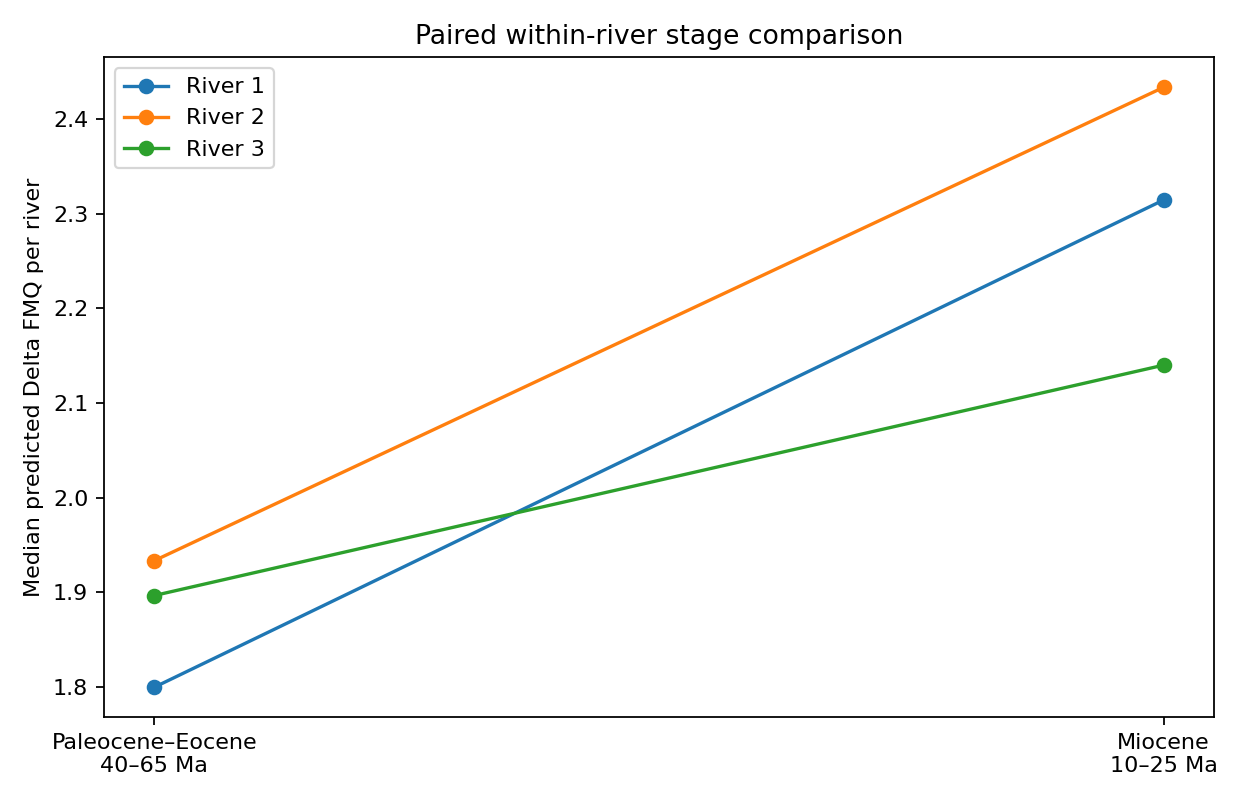 Paired within-river stage comparison
River 1
River 2
River 3
Median predicted Delta FMQ per river
2.4
2.3
2.2
2.1
2.0
1.9
1.8
Paleocene–Eocene
40–65 Ma
Miocene
10–25 Ma